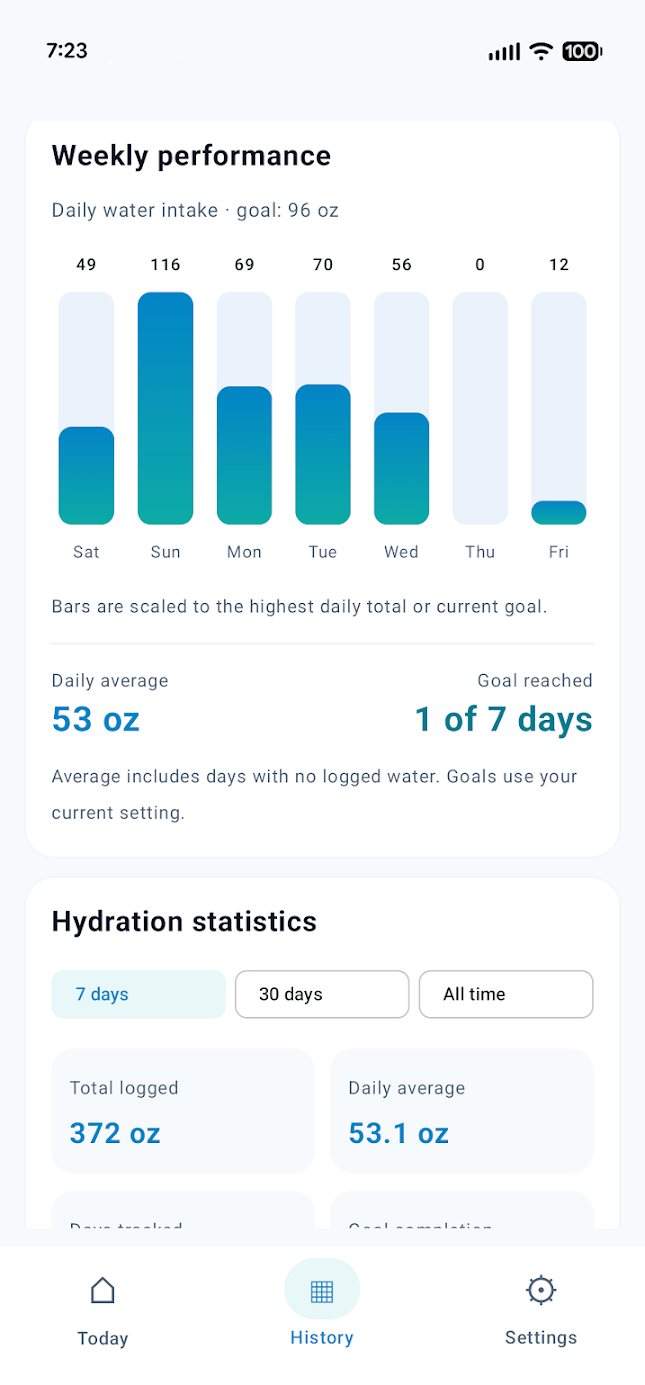 7:23
100
Weekly performance
Daily water intake · goal: 96 oz
49 116 69 70 56 0 12
Sat Sun Mon Tue Wed Thu Fri
Bars are scaled to the highest daily total or current goal.
Daily average Goal reached
53 oz 1 of 7 days
Average includes days with no logged water. Goals use your
current setting.
Hydration statistics
7 days 30 days All time
Total logged Daily average
372 oz 53.1 oz
Days tracked Goal completion
Today History Settings